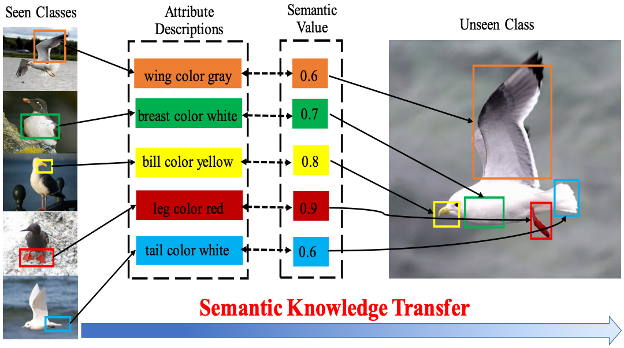 Seen Classes
Attribute
Descriptions
Semantic
Value
Unseen Class
wing color gray
0.6
breast color white
0.7
bill color yellow
0.8
leg color red
0.9
tail color white
0.6
Semantic Knowledge Transfer